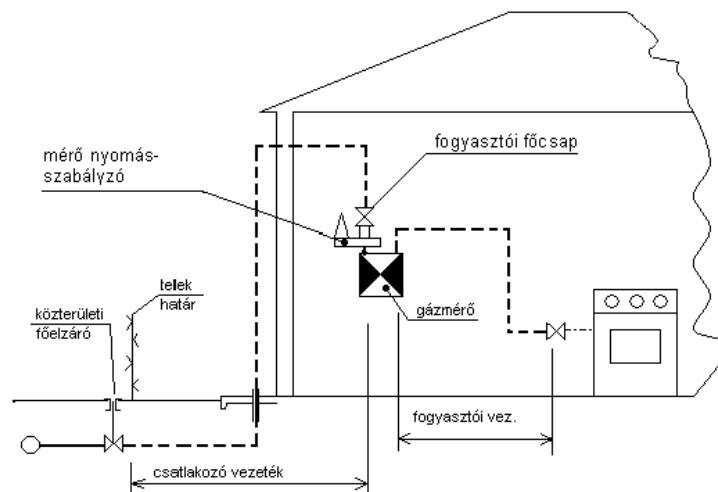 fogyasztói főcsap
mérő nyomás-
szabályzó
telek
határ
közterületi
főelzáró
gázmérő
fogyasztói vez.
csatlakozó vezeték